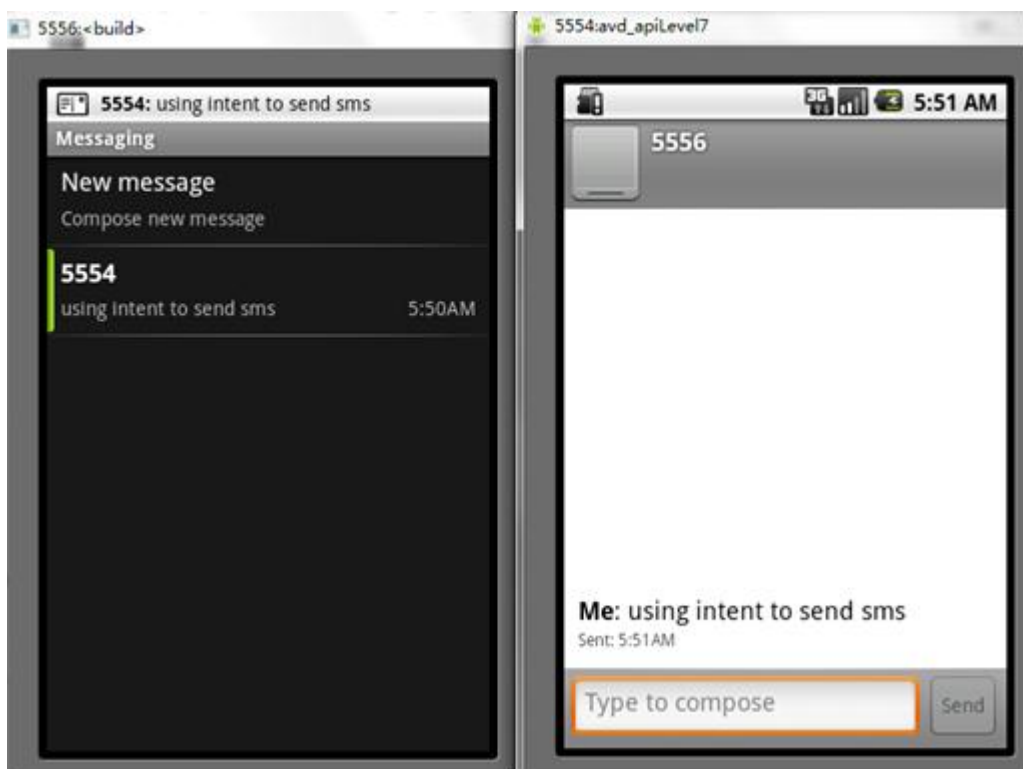 5556:<build>
5554: using intent to send sms
Messaging
New message
Compose new message
5554
using intent to send sms 5:50AM
5554:avd_apiLevel7
3G 5:51 AM
5556
Me: using intent to send sms
Sent: 5:51AM
Type to compose
Send